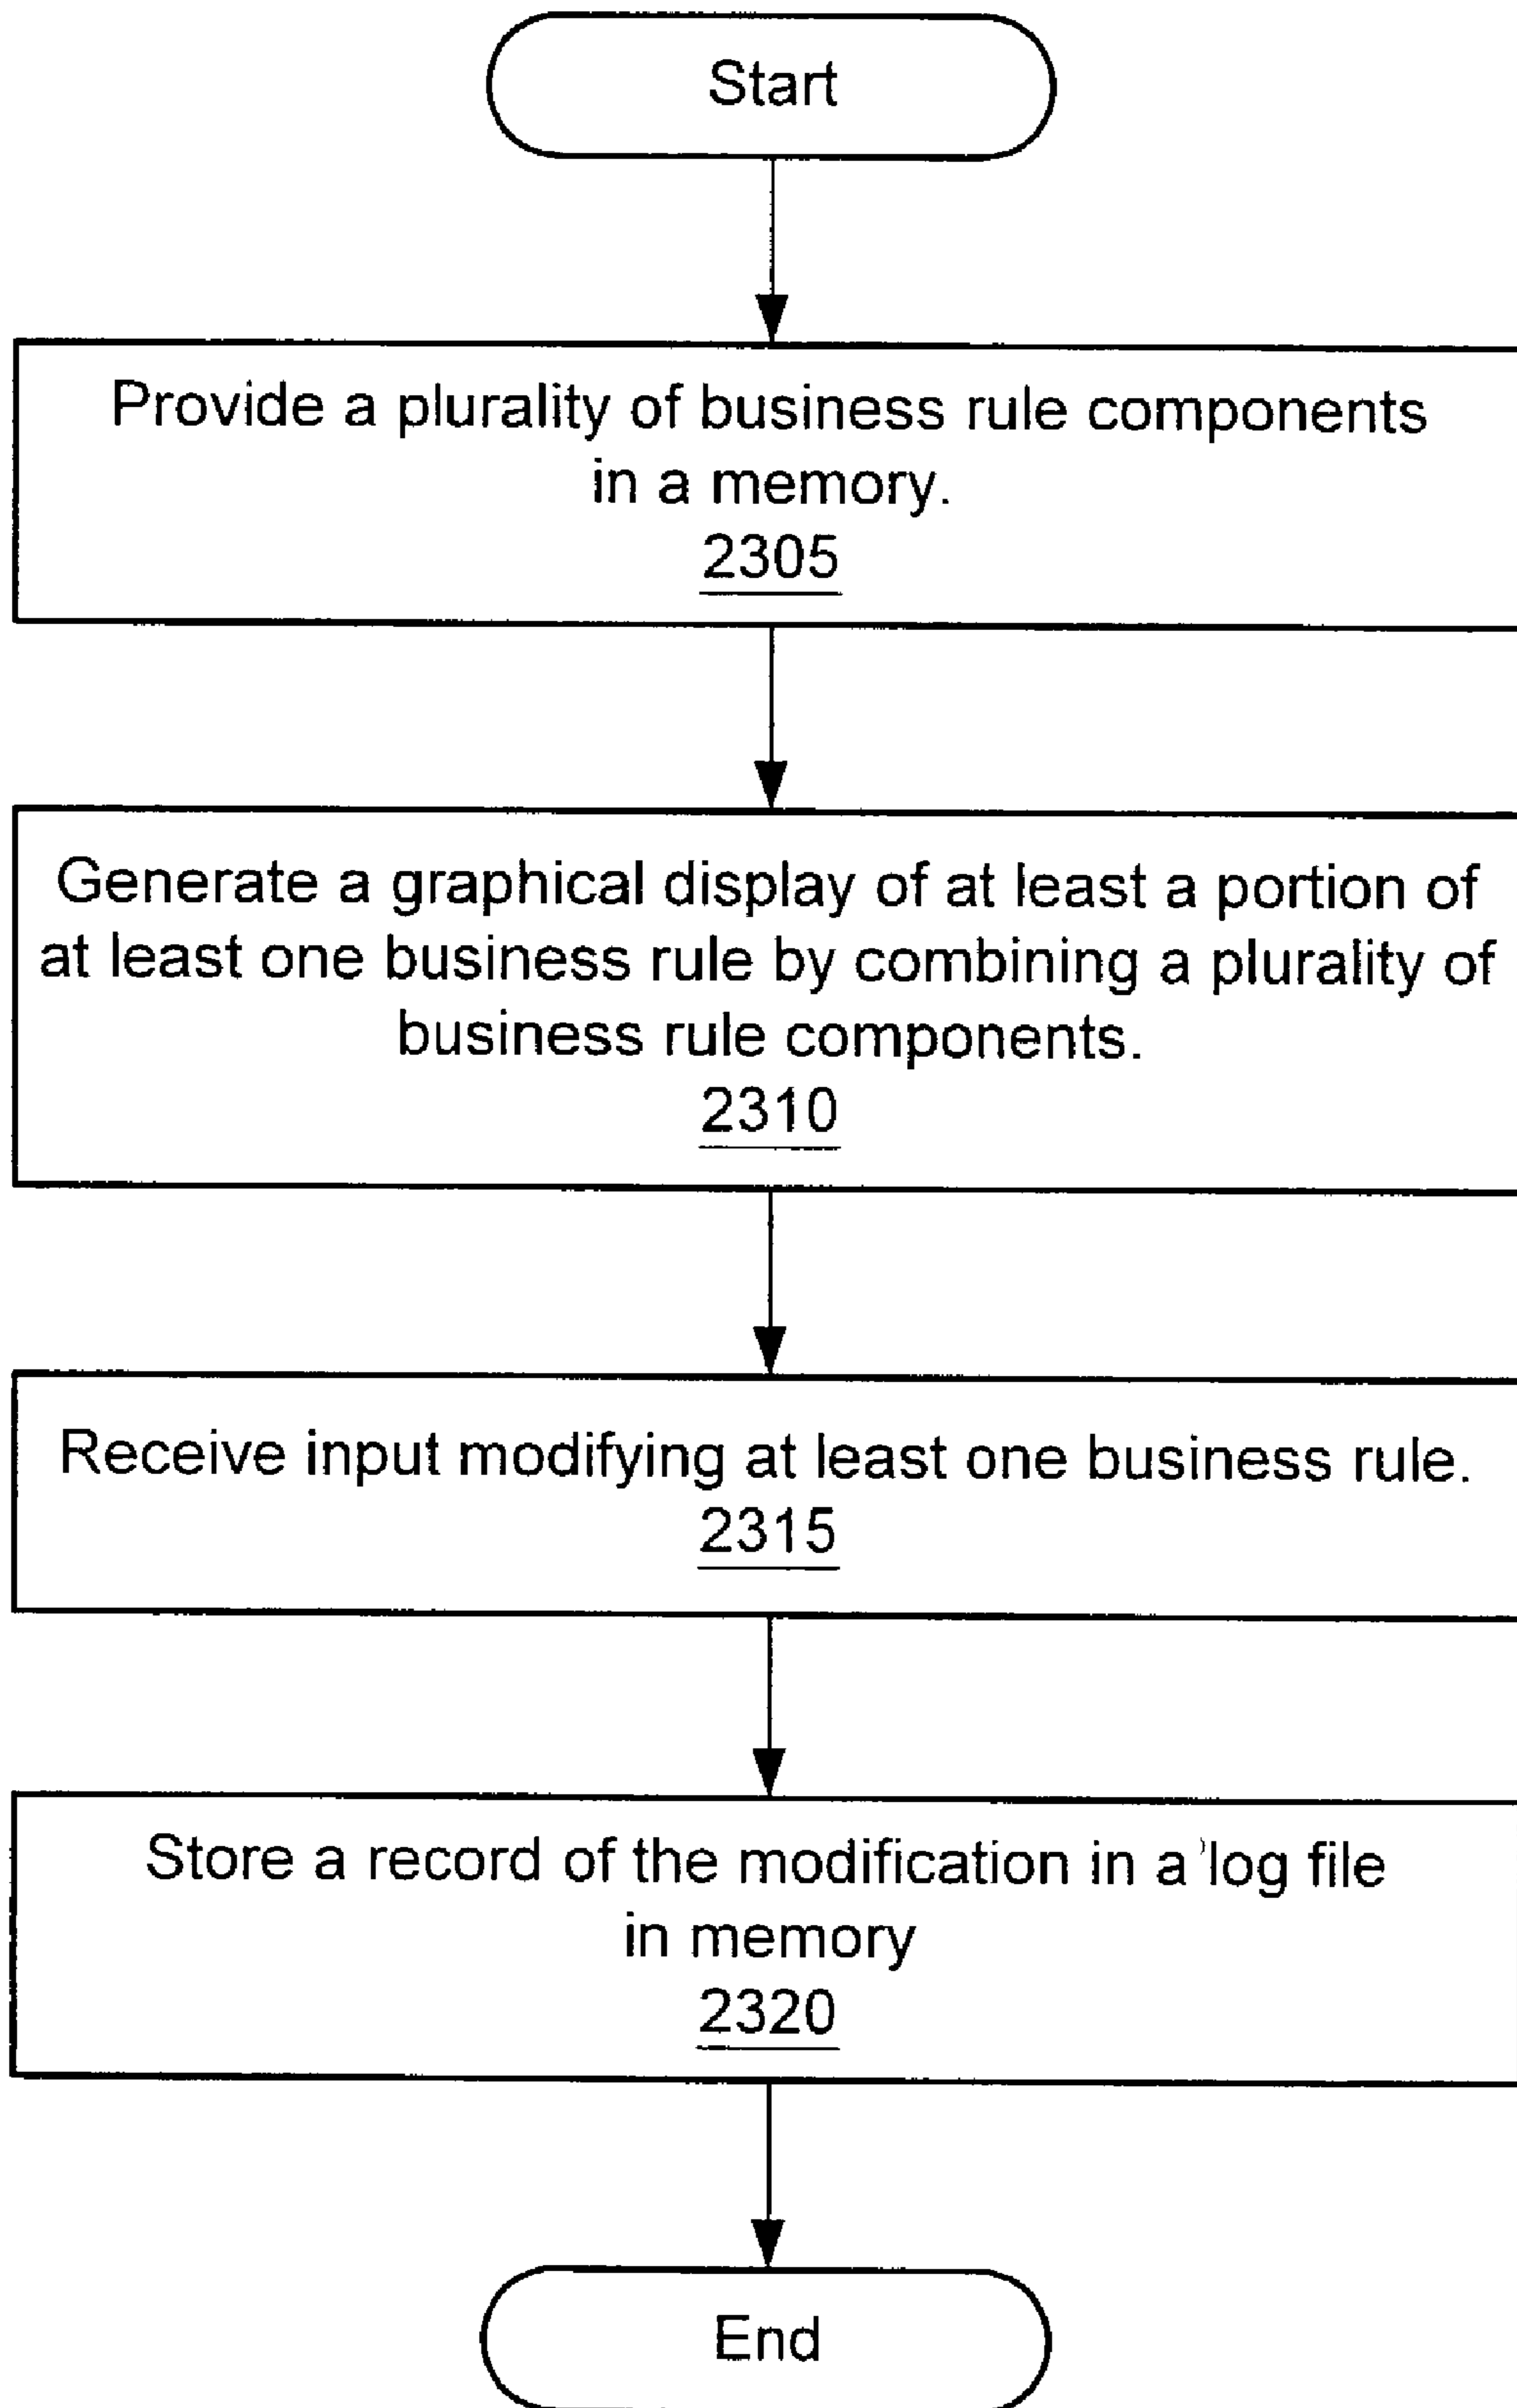 Start
Provide a plurality of business rule components
in a memory.
2305
Generate a graphical display of at least a portion of
at least one business rule by combining a plurality of
business rule components.
2310
Receive input modifying at least one business rule.
2315
Store a record of the modification in a log file
in memory
2320
End